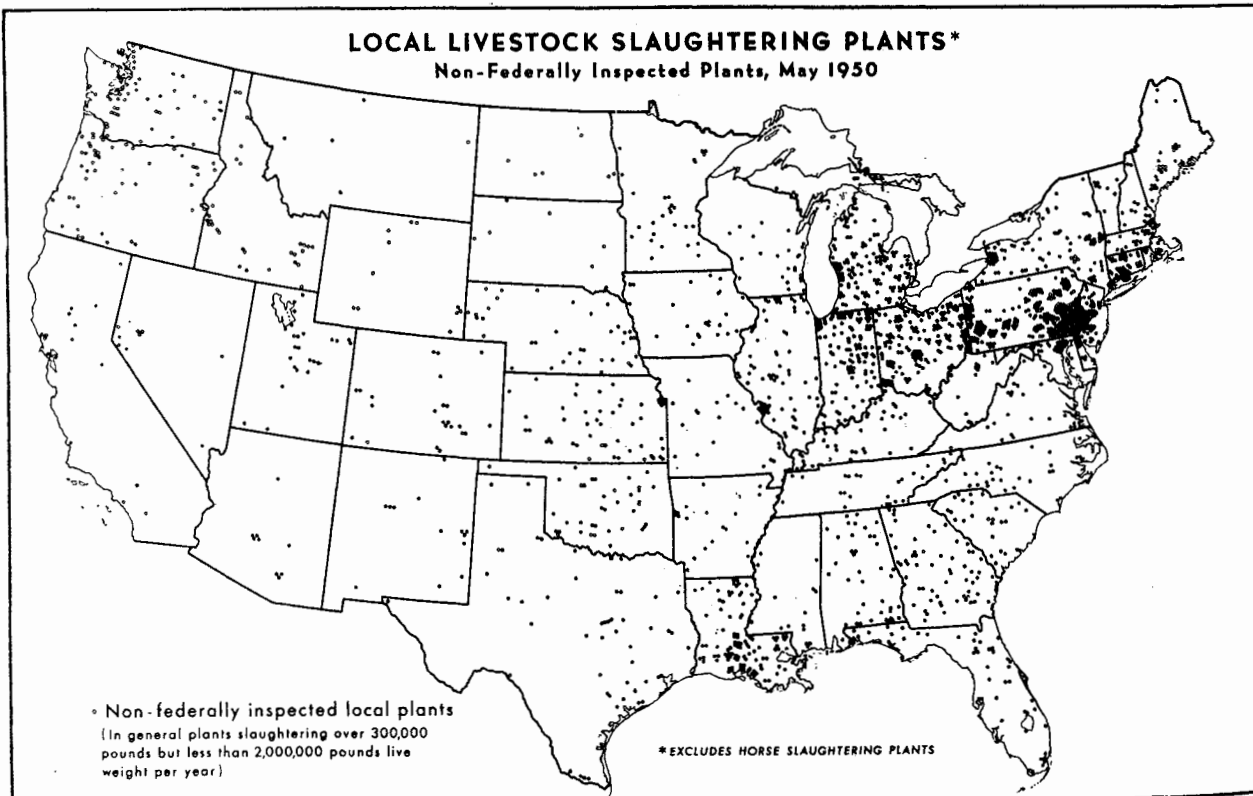 LOCAL LIVESTOCK SLAUGHTERING PLANTS*
Non-Federally Inspected Plants, May 1950
° Non-federally inspected local plants
(In general plants slaughtering over 300,000
pounds but less than 2,000,000 pounds live
weight per year)
*EXCLUDES HORSE SLAUGHTERING PLANTS